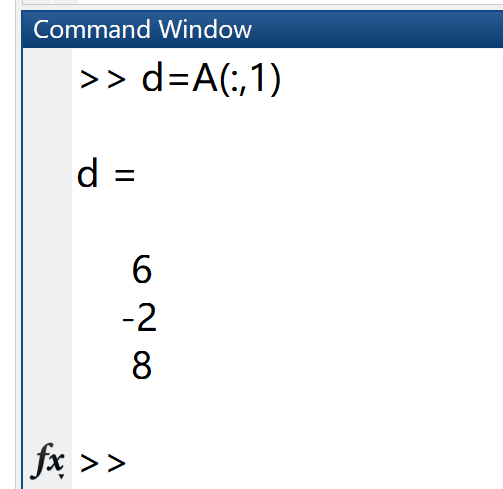 Command Window
>> d=A(:,1)
d =
6
-2
8
fx >>